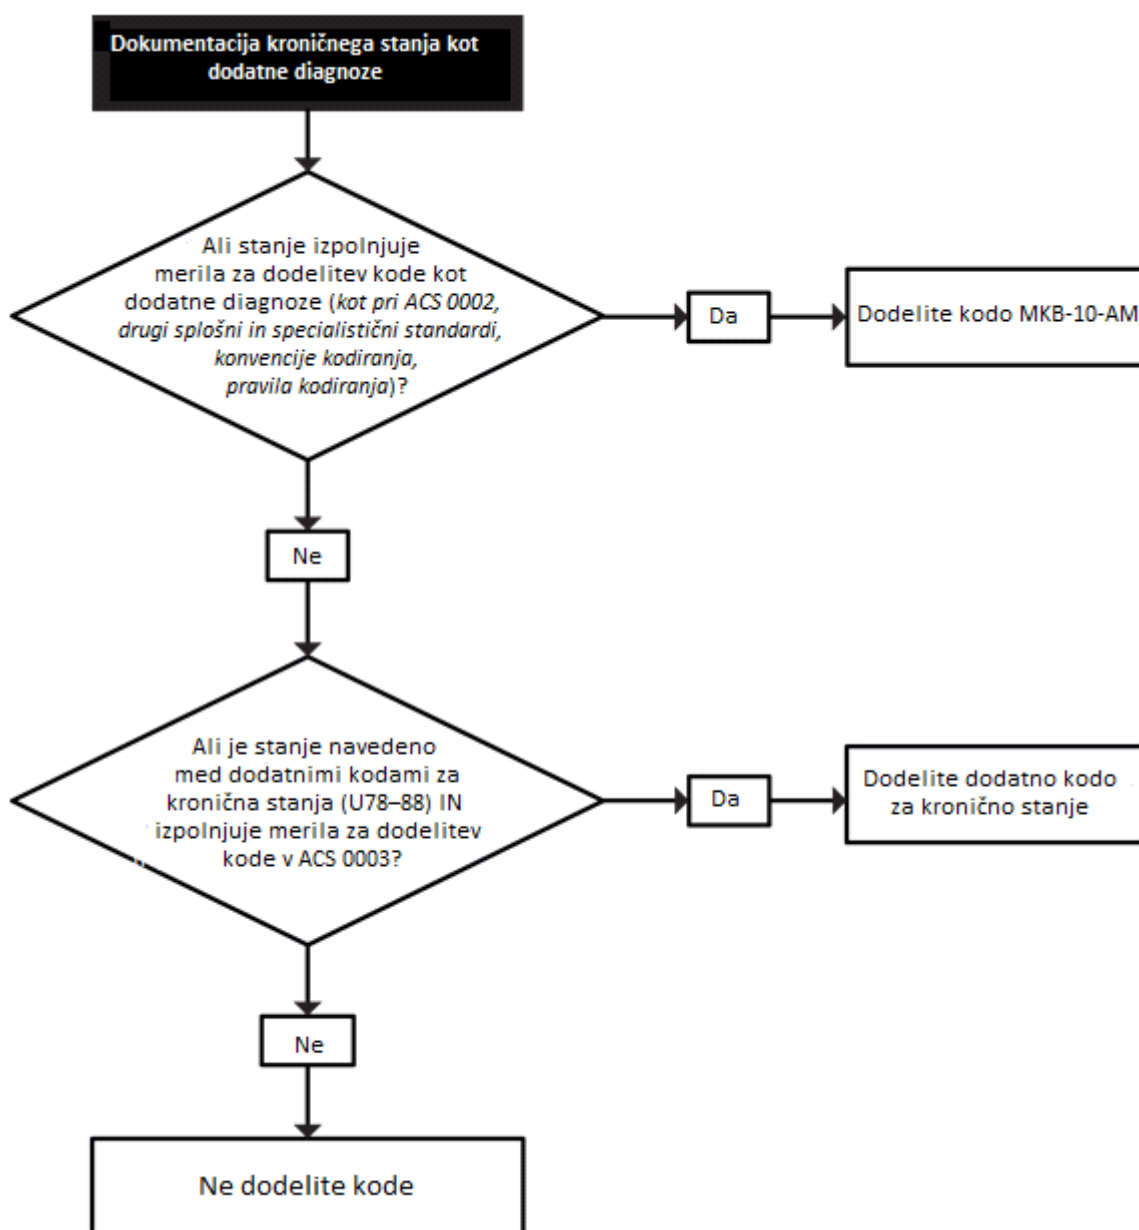 Dokumentacija kroničnega stanja kot
dodatne diagnoze
Ali stanje izpolnjuje
merila za dodelitev kode kot
dodatne diagnoze (kot pri ACS 0002,
drugi splošni in specialistični standardi,
konvencije kodiranja,
pravila kodiranja)?
Da
Dodelite kodo MKB-10-AM
Ne
Ali je stanje navedeno
med dodatnimi kodami za
kronična stanja (U78–88) IN
izpolnjuje merila za dodelitev
kode v ACS 0003?
Da
Dodelite dodatno kodo
za kronično stanje
Ne
Ne dodelite kode